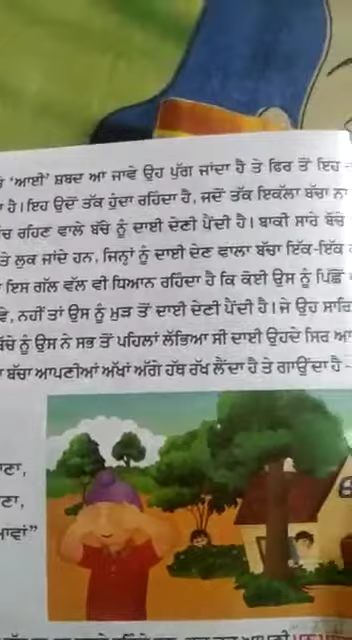 ‘ਆਈ’ ਸ਼ਬਦ ਆ ਜਾਵੇ ਉਹ ਪੁੱਗ ਜਾਂਦਾ ਹੈ ਤੇ ਫਿਰ ਤੋਂ ਇਹ
ਹੈ। ਇਹ ਉਦੋਂ ਤੱਕ ਹੁੰਦਾ ਰਹਿੰਦਾ ਹੈ, ਜਦੋਂ ਤੱਕ ਇਕੱਲਾ ਬੱਚਾ ਨਾ
ਰਹਿਣ ਵਾਲੇ ਬੱਚੇ ਨੂੰ ਦਾਈ ਦੇਣੀ ਪੈਂਦੀ ਹੈ। ਬਾਕੀ ਸਾਰੇ ਬੱਚੇ
ਤੇ ਲੁਕ ਜਾਂਦੇ ਹਨ, ਜਿਨ੍ਹਾਂ ਨੂੰ ਦਾਈ ਦੇਣ ਵਾਲਾ ਬੱਚਾ ਇੱਕ-ਇੱਕ
ਇਸ ਗੱਲ ਵੱਲ ਵੀ ਧਿਆਨ ਰਹਿੰਦਾ ਹੈ ਕਿ ਕੋਈ ਉਸ ਨੂੰ ਪਿੱਛੋਂ
ਨਹੀਂ ਤਾਂ ਉਸ ਨੂੰ ਮੁੜ ਤੋਂ ਦਾਈ ਦੇਣੀ ਪੈਂਦੀ ਹੈ। ਜੇ ਉਹ ਸਾਰਿ
ਬੱਚੇ ਨੂੰ ਉਸ ਨੇ ਸਭ ਤੋਂ ਪਹਿਲਾਂ ਲੱਭਿਆ ਸੀ ਦਾਈ ਉਹਦੇ ਸਿਰ ਆ
ਬੱਚਾ ਆਪਣੀਆਂ ਅੱਖਾਂ ਅੱਗੇ ਹੱਥ ਰੱਖ ਲੈਂਦਾ ਹੈ ਤੇ ਗਾਉਂਦਾ ਹੈ –
ਣਾ,
ਣਾ,
ਆਵਾਂ”